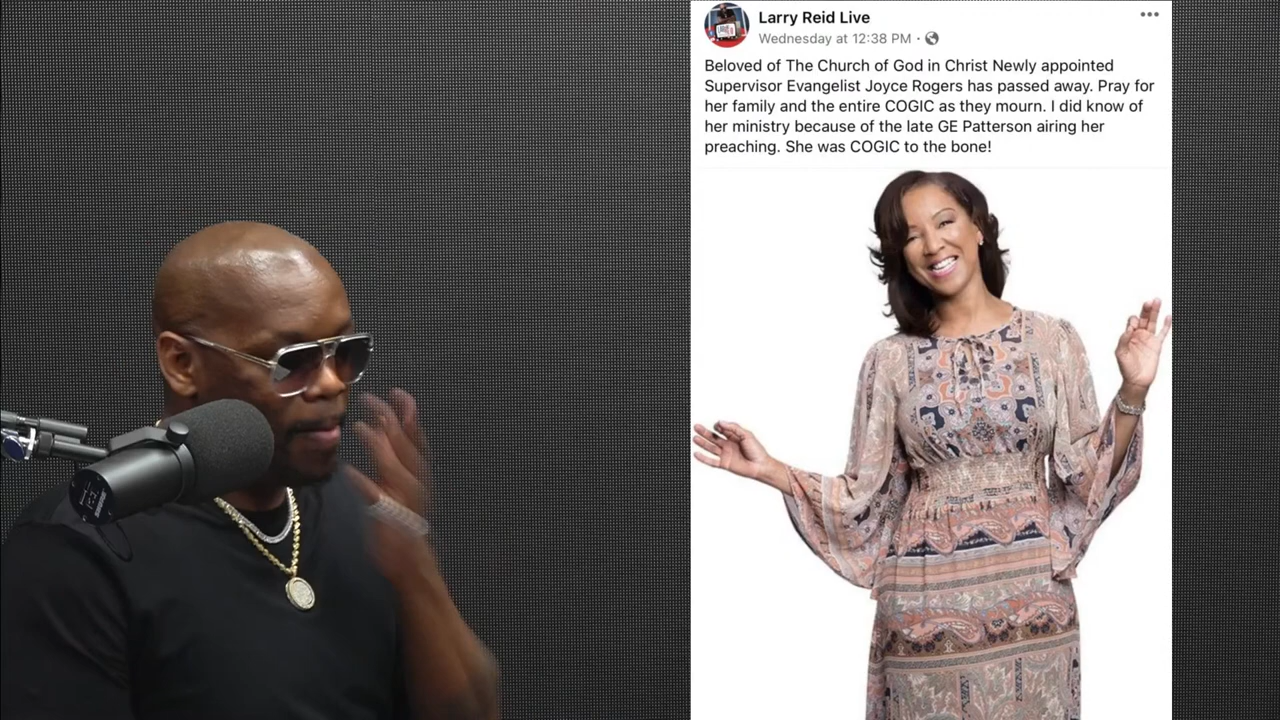 Larry Reid Live
Wednesday at 12:38 PM ·
Beloved of The Church of God in Christ Newly appointed
Supervisor Evangelist Joyce Rogers has passed away. Pray for
her family and the entire COGIC as they mourn. I did know of
her ministry because of the late GE Patterson airing her
preaching. She was COGIC to the bone!